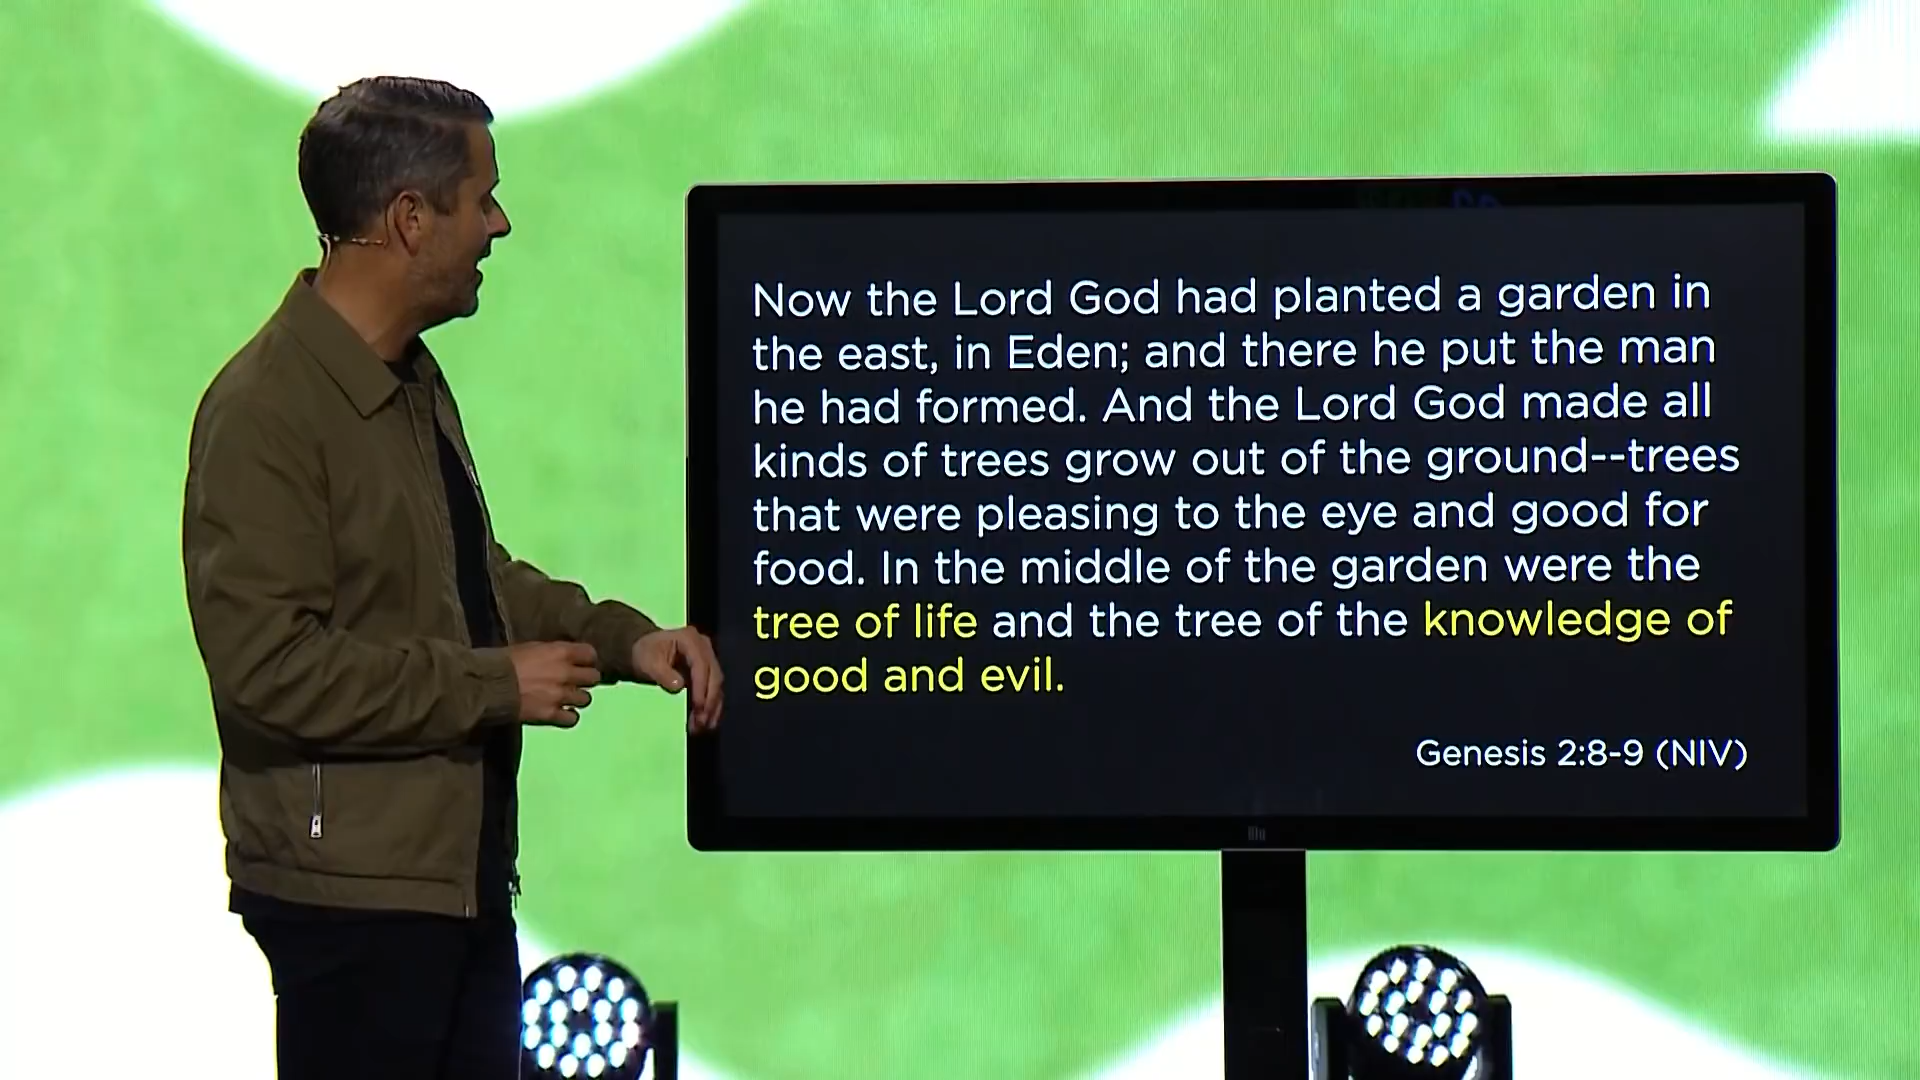 Now the Lord God had planted a garden in
the east, in Eden; and there he put the man
he had formed. And the Lord God made all
kinds of trees grow out of the ground--trees
that were pleasing to the eye and good for
food. In the middle of the garden were the
tree of life and the tree of the knowledge of
good and evil.
Genesis 2:8-9 (NIV)